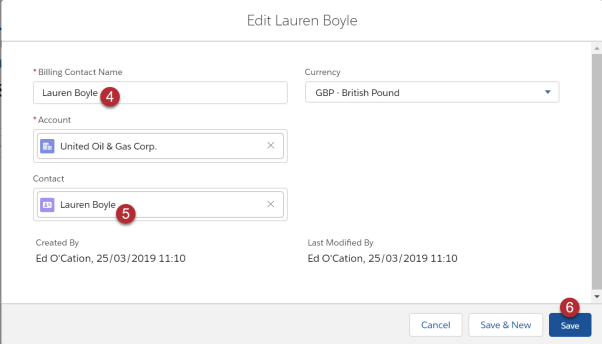 Edit Lauren Boyle
* Billing Contact Name
Currency
Lauren Boyle
4
GBP - British Pound
* Account
United Oil & Gas Corp.
Contact
Lauren Boyle
5
Created By
Last Modified By
Ed O'Cation, 25/03/2019 11:10
Ed O'Cation, 25/03/2019 11:10
6
Cancel
Save & New
Save